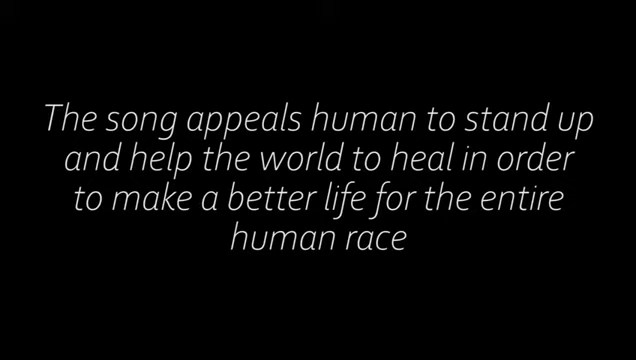 The song appeals human to stand up
and help the world to heal in order
to make a better life for the entire
human race